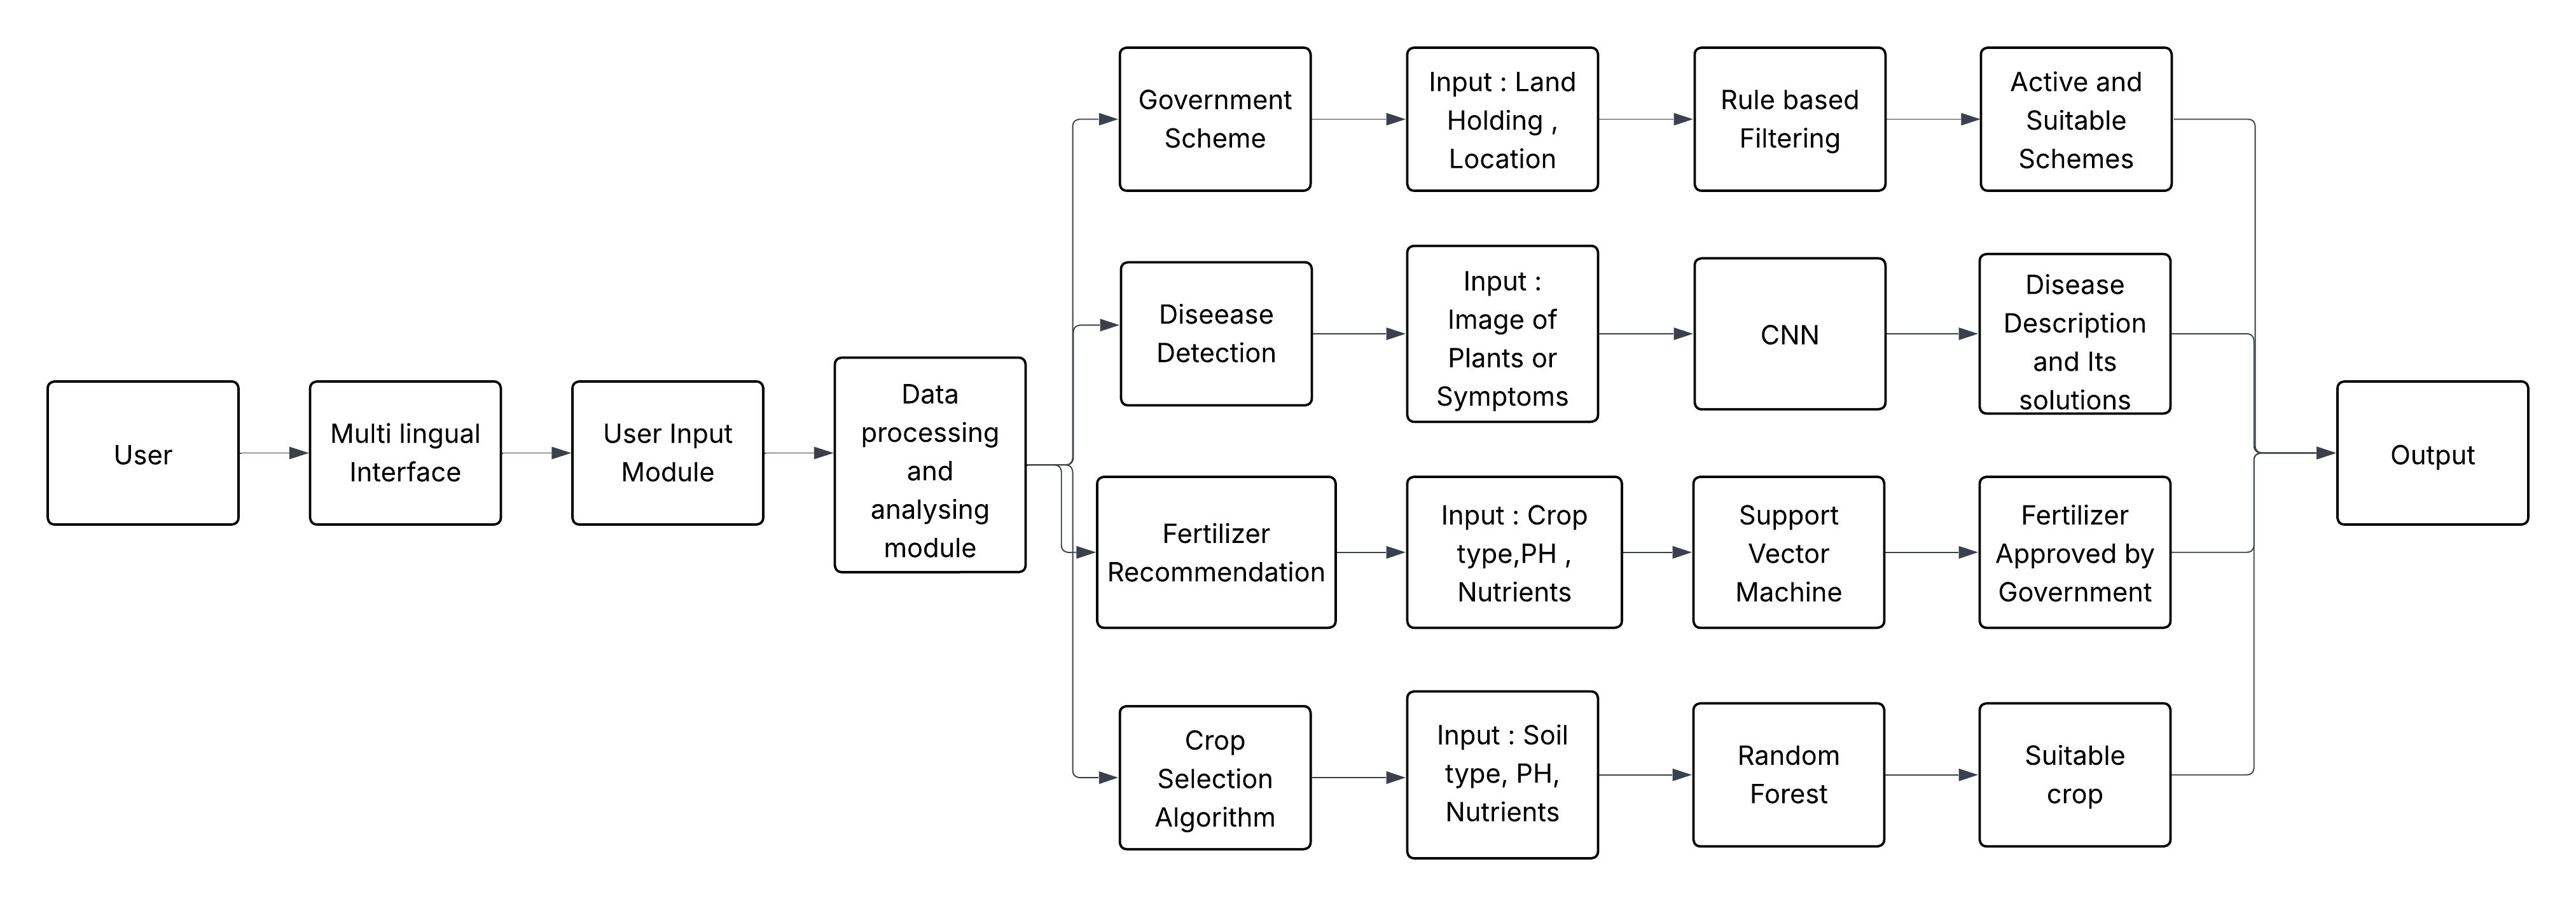 User
Multi lingual
Interface
User Input
Module
Data
processing
and
analysing
module
Government
Scheme
Input : Land
Holding ,
Location
Rule based
Filtering
Active and
Suitable
Schemes
Diseease
Detection
Input :
Image of
Plants or
Symptoms
CNN
Disease
Description
and Its
solutions
Fertilizer
Recommendation
Input : Crop
type,PH ,
Nutrients
Support
Vector
Machine
Fertilizer
Approved by
Government
Crop
Selection
Algorithm
Input : Soil
type, PH,
Nutrients
Random
Forest
Suitable
crop
Output